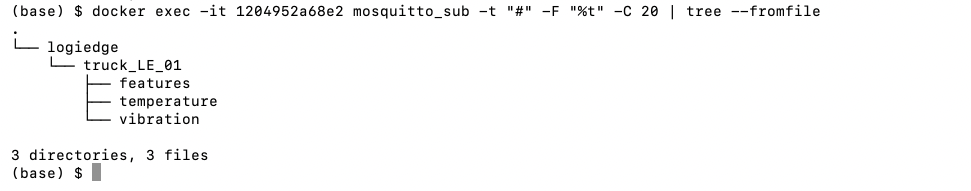 (base) $ docker exec -it 1204952a68e2 mosquitto_sub -t "#" -F "%t" -C 20 | tree --fromfile
.
└── logiedge
    └── truck_LE_01
        ├── features
        ├── temperature
        └── vibration

3 directories, 3 files
(base) $